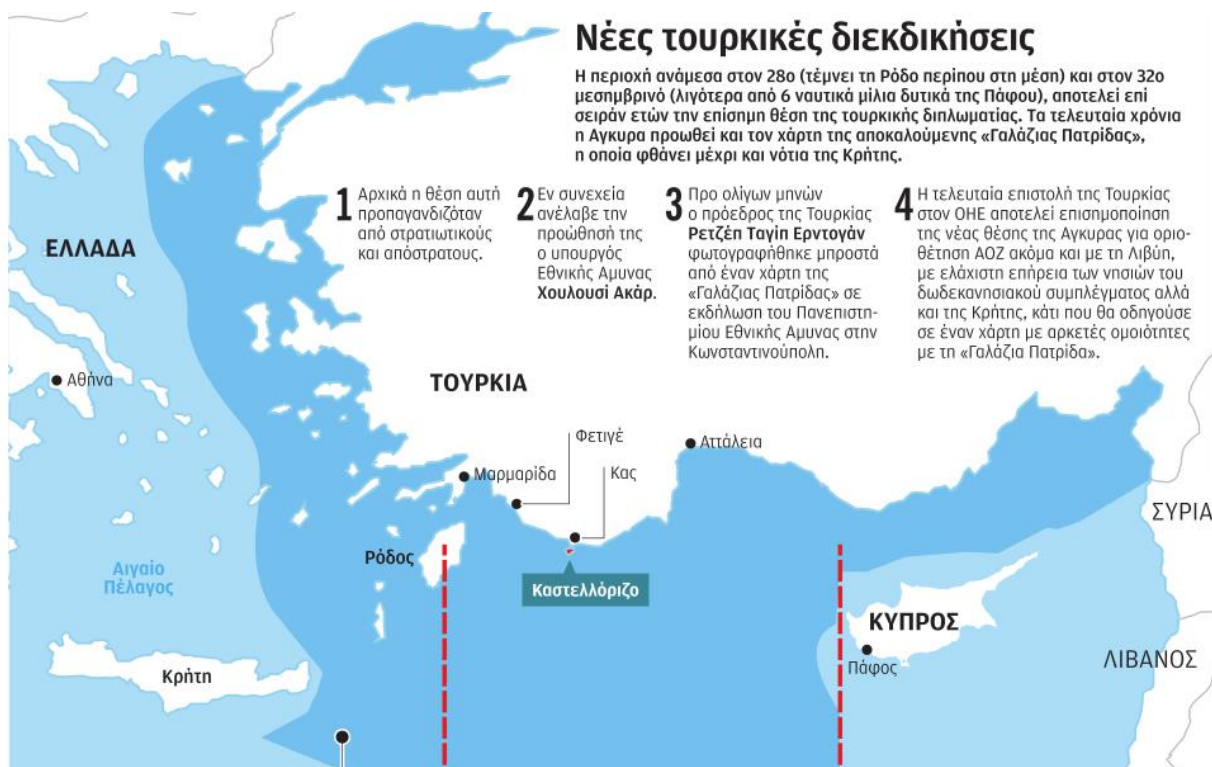 Νέες τουρκικές διεκδικήσεις
Η περιοχή ανάμεσα στον 28ο (τέμνει τη Ρόδο περίπου στη μέση) και στον 32ο
μεσημβρινό (λιγότερα από 6 ναυτικά μίλια δυτικά της Πάφου), αποτελεί επί
σειράν ετών την επίσημη θέση της τουρκικής διπλωματίας. Τα τελευταία χρόνια
η Αγκυρα προωθεί και τον χάρτη της αποκαλούμενης «Γαλάζιας Πατρίδας»,
η οποία φθάνει μέχρι και νότια της Κρήτης.
1 Αρχικά η θέση αυτή
προπαγανδιζόταν
από στρατιωτικούς
και απόστρατους.
2 Εν συνεχεία
ανέλαβε την
προώθησή της
ο υπουργός
Εθνικής Αμυνας
Χουλουσί Ακάρ.
3 Προ ολίγων μηνών
ο πρόεδρος της Τουρκίας
Ρετζέπ Ταγίπ Ερντογάν
φωτογραφήθηκε μπροστά
από έναν χάρτη της
«Γαλάζιας Πατρίδας» σε
εκδήλωση του Πανεπιστη-
μίου Εθνικής Αμυνας στην
Κωνσταντινούπολη.
4 Η τελευταία επιστολή της Τουρκίας
στον ΟΗΕ αποτελεί επισημοποίηση
της νέας θέσης της Αγκυρας για οριο-
θέτηση ΑΟΖ ακόμα και με τη Λιβύη,
με ελάχιστη επήρεια των νησιών του
δωδεκανησιακού συμπλέγματος αλλά
και της Κρήτης, κάτι που θα οδηγούσε
σε έναν χάρτη με αρκετές ομοιότητες
με τη «Γαλάζια Πατρίδα».
ΕΛΛΑΔΑ
Αθήνα
ΤΟΥΡΚΙΑ
Φετιγέ
Αττάλεια
Μαρμαρίδα
Κας
ΣΥΡΙΑ
Ρόδος
Αιγαίο
Πέλαγος
Καστελλόριζο
ΚΥΠΡΟΣ
Πάφος
ΛΙΒΑΝΟΣ
Κρήτη